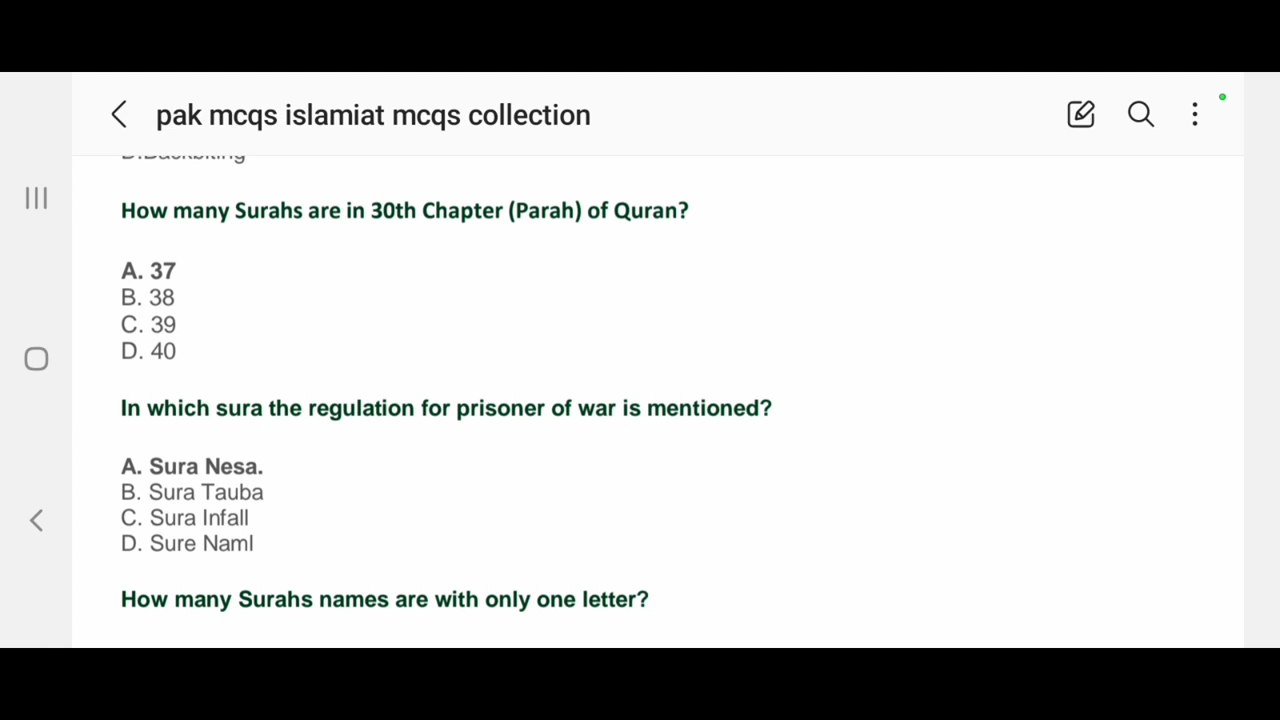 pak mcqs islamiat mcqs collection
D.Backbiting
How many Surahs are in 30th Chapter (Parah) of Quran?
A. 37
B. 38
C. 39
D. 40
In which sura the regulation for prisoner of war is mentioned?
A. Sura Nesa.
B. Sura Tauba
C. Sura Infall
D. Sure Naml
How many Surahs names are with only one letter?